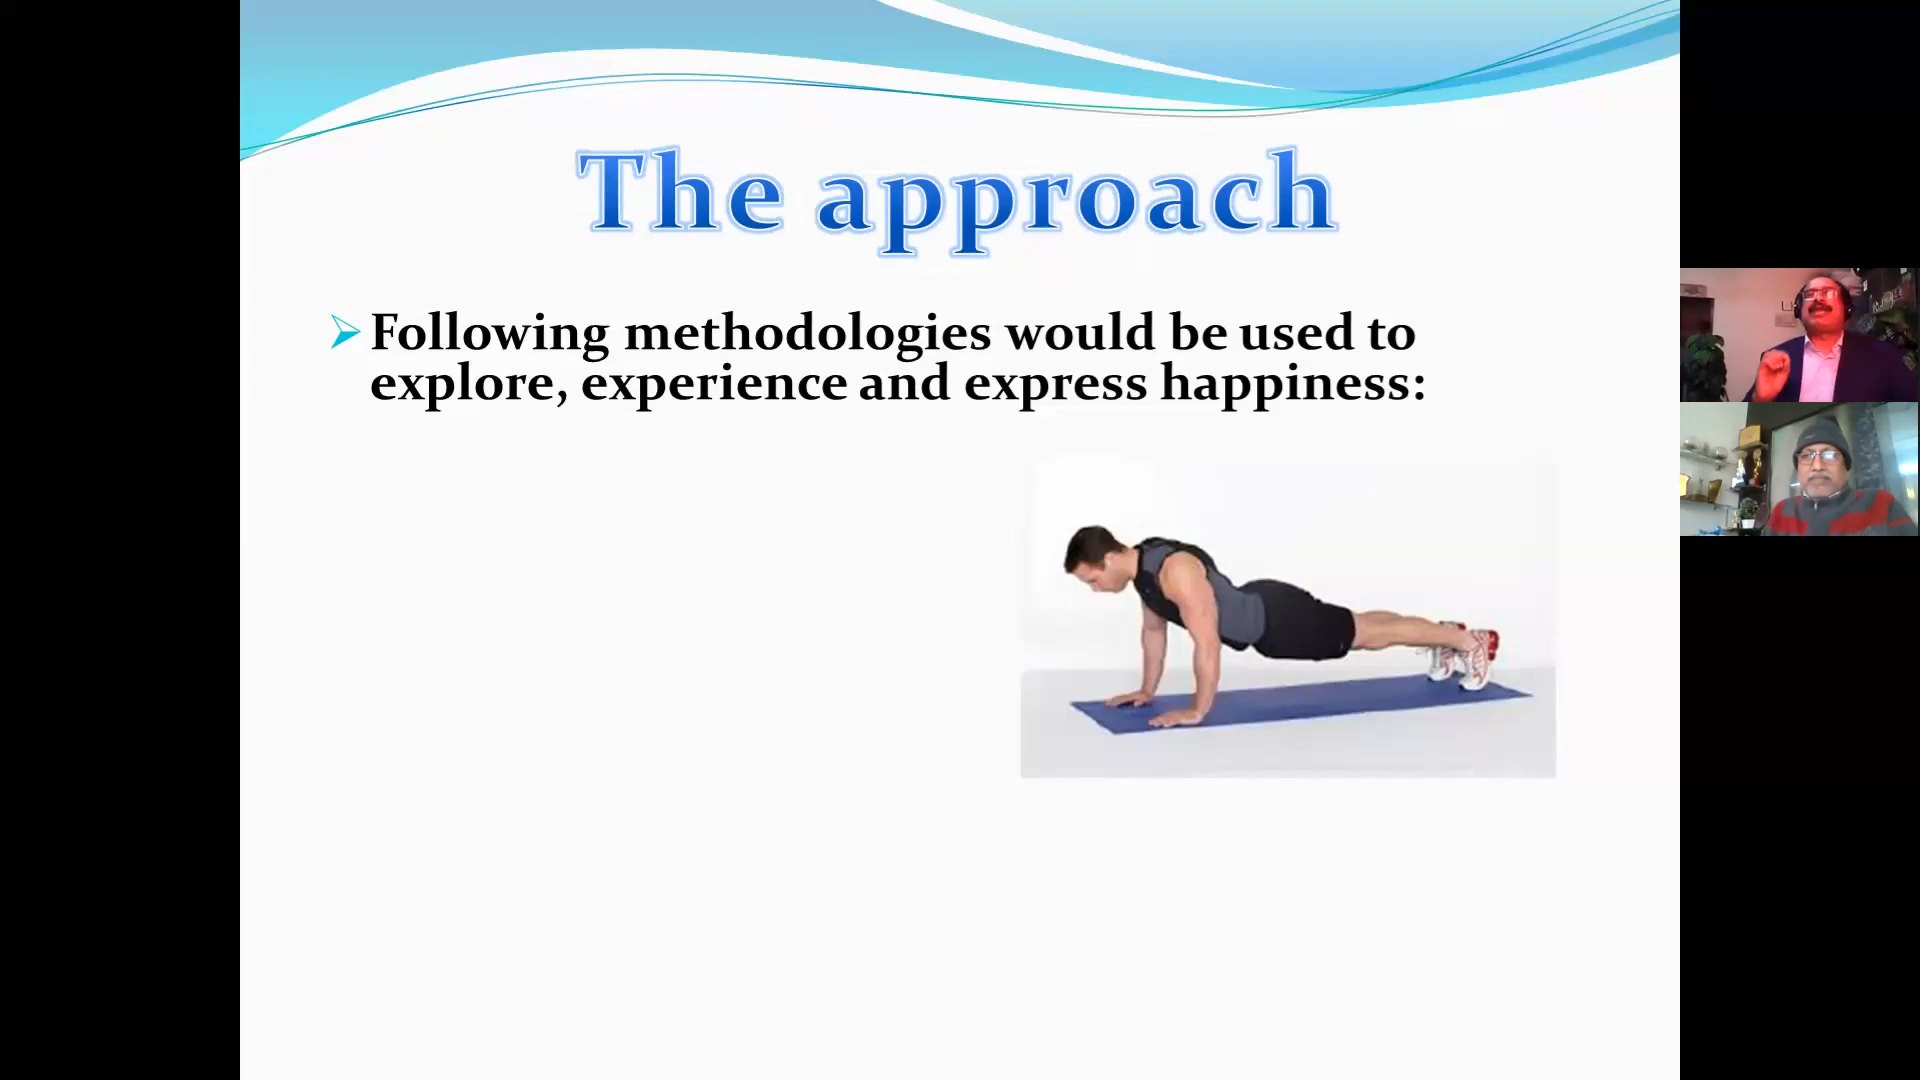 The approach
Following methodologies would be used to
explore, experience and express happiness: